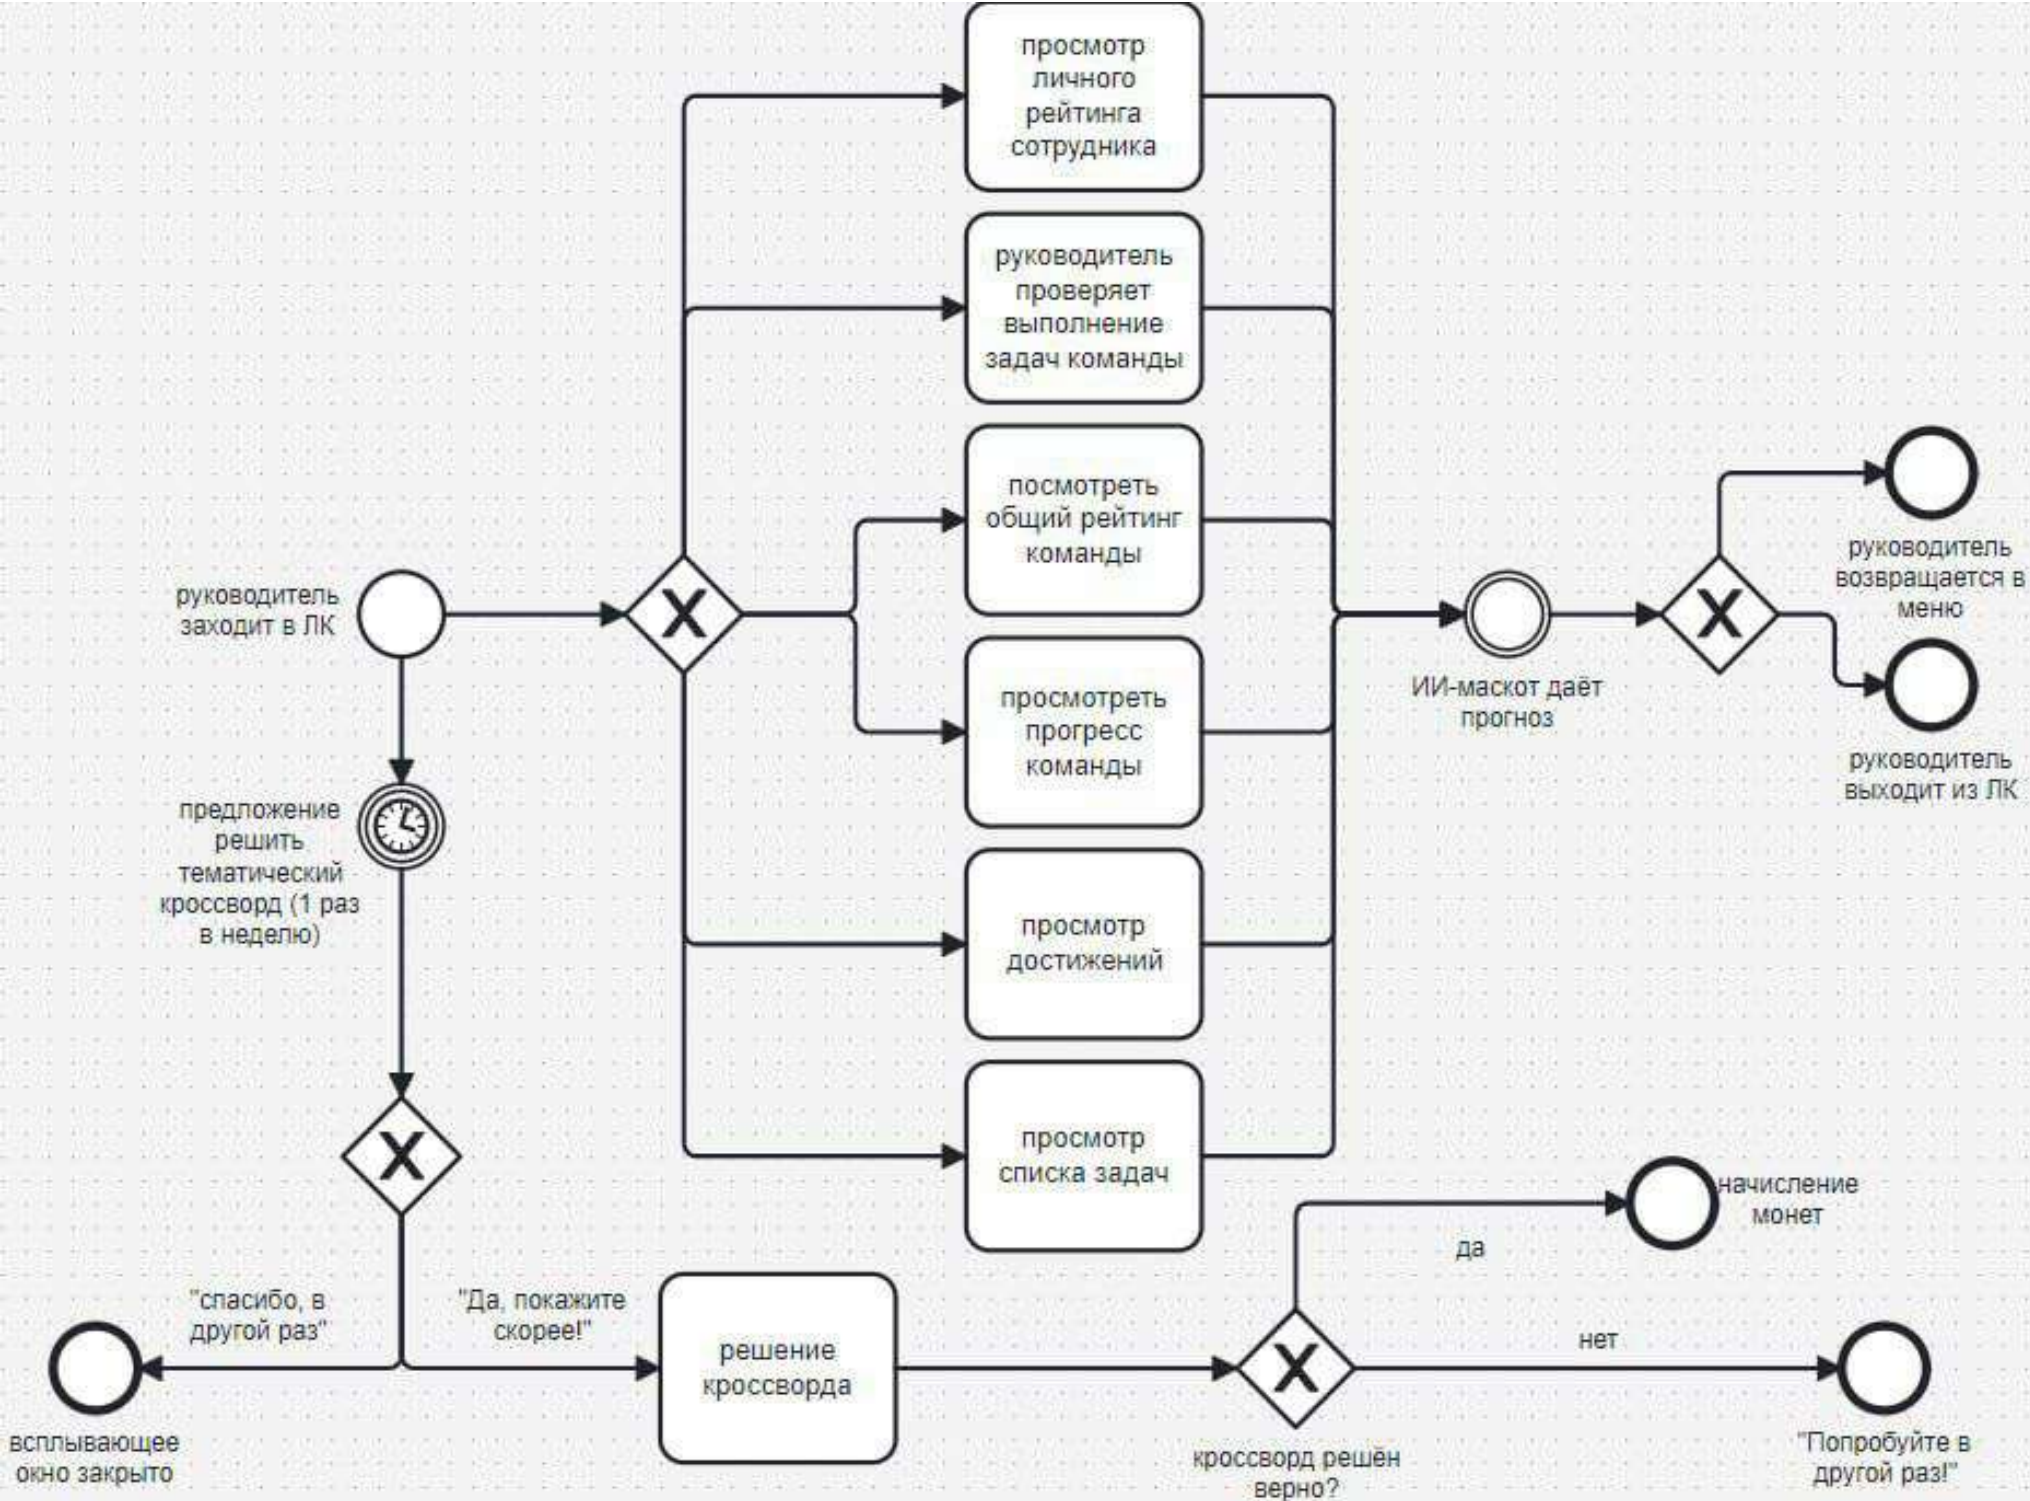 просмотр
личного
рейтинга
сотрудника
руководитель
проверяет
выполнение
задач команды
посмотреть
общий рейтинг
команды
руководитель
возвращается в
меню
руководитель
заходит в ЛК
X
X
просмотреть
прогресс
команды
ИИ-маскот даёт
прогноз
руководитель
выходит из ЛК
предложение
решить
тематический
кроссворд (1 раз
в неделю)
просмотр
достижений
X
просмотр
списка задач
начисление
монет
да
"спасибо, в
другой раз"
"Да, покажите
скорее!"
решение
кроссворда
X
нет
всплывающее
окно закрыто
кроссворд решён
верно?
"Попробуйте в
другой раз!"